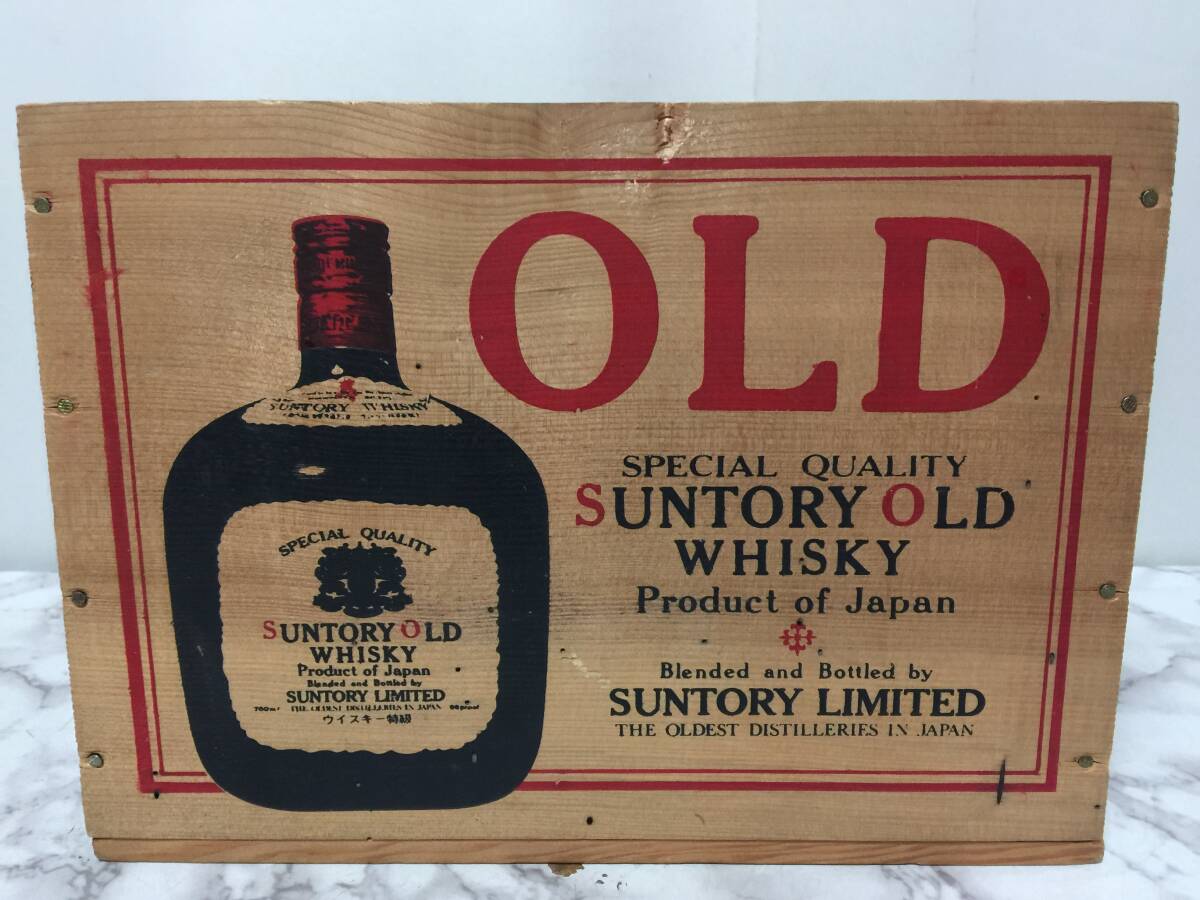 OLD
SPECIAL QUALITY
SUNTORY OLD
WHISKY
Product of Japan
Blended and Bottled by
SUNTORY LIMITED
THE OLDEST DISTILLERIES IN JAPAN
SUNTORY WHISKY
SPECIAL QUALITY
SUNTORY OLD
WHISKY
Product of Japan
Blended and Bottled by
SUNTORY LIMITED
760ml THE OLDEST DISTILLERIES IN JAPAN 86proof
ウイスキー特級